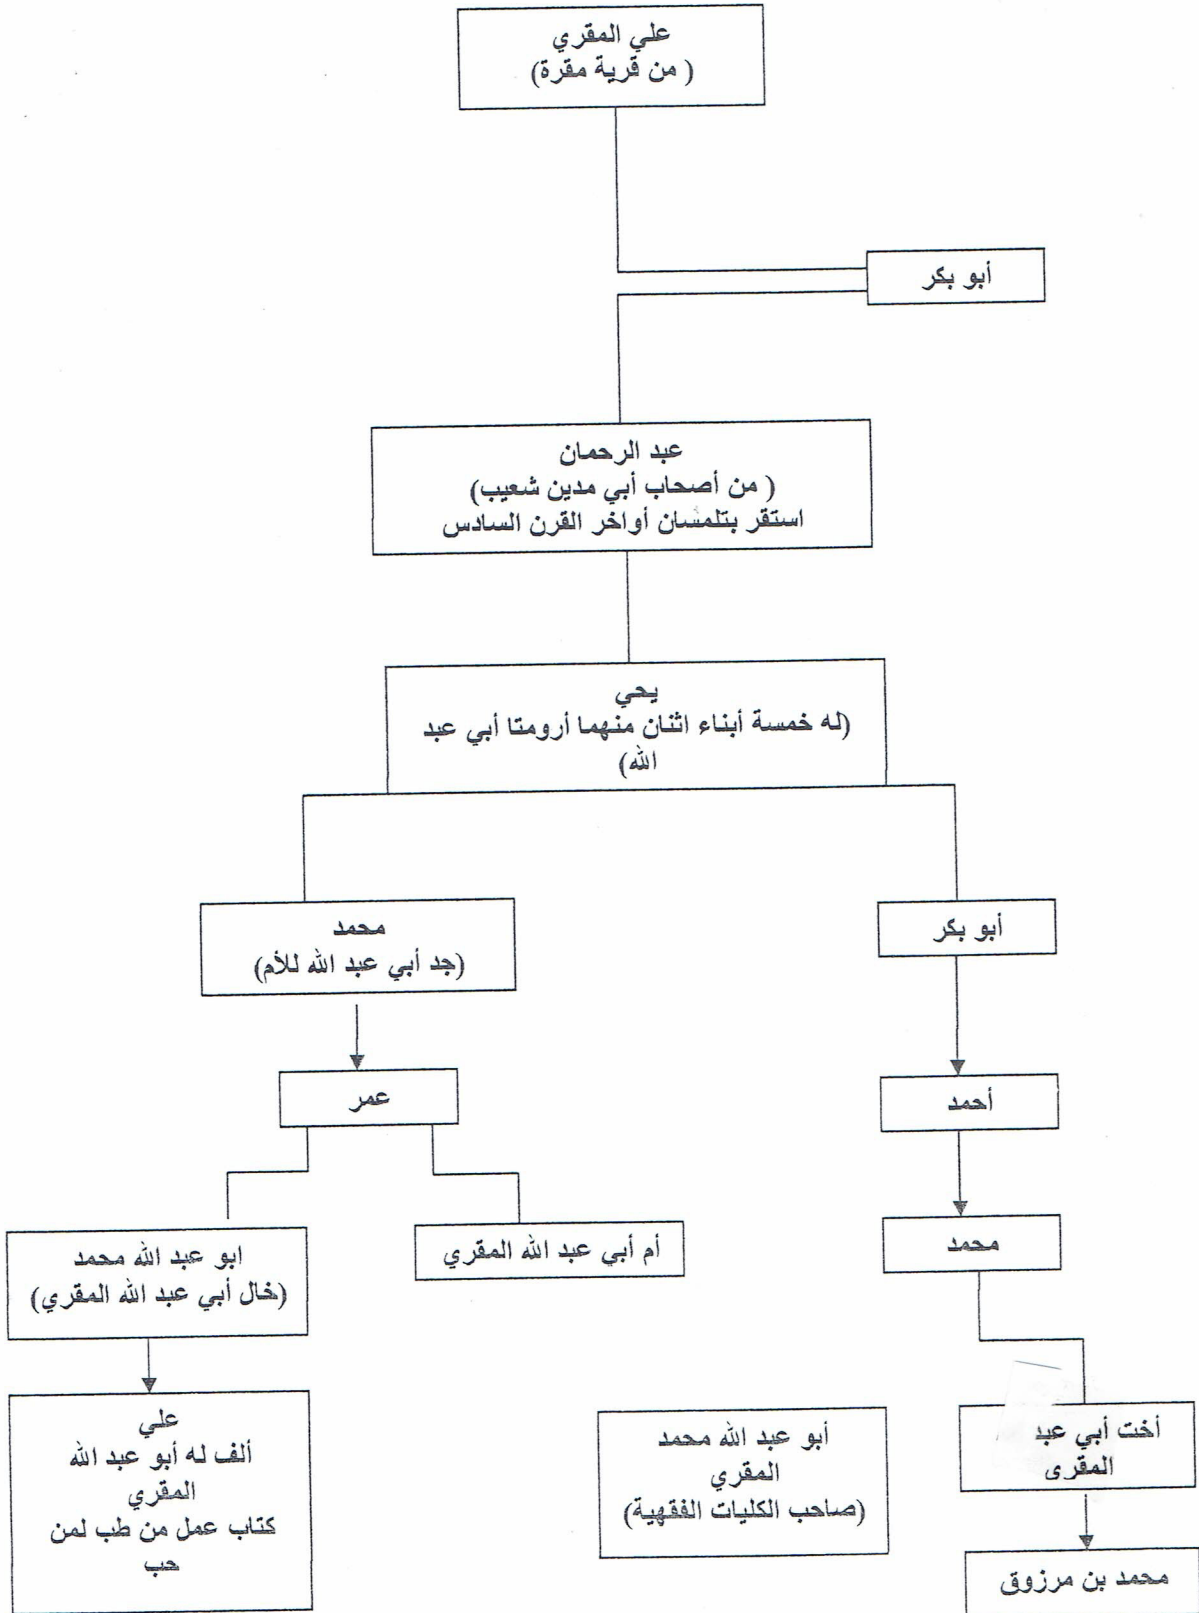 علي المقري
( من قرية مقرة)
أبو بكر
عبد الرحمان
( من أصحاب أبي مدين شعيب)
استقر بتلمسان أواخر القرن السادس
يحي
(له خمسة أبناء اثنان منهما أرومتا أبي عبد
الله)
محمد
(جد أبي عبد الله للأم)
أبو بكر
عمر
أحمد
ابو عبد الله محمد
(خال أبي عبد الله المقري)
أم أبي عبد الله المقري
محمد
علي
ألف له أبو عبد الله
المقري
كتاب عمل من طب لمن
حب
أبو عبد الله محمد
المقري
(صاحب الكليات الفقهية)
أخت أبي عبد
المقرى
محمد بن مرزوق